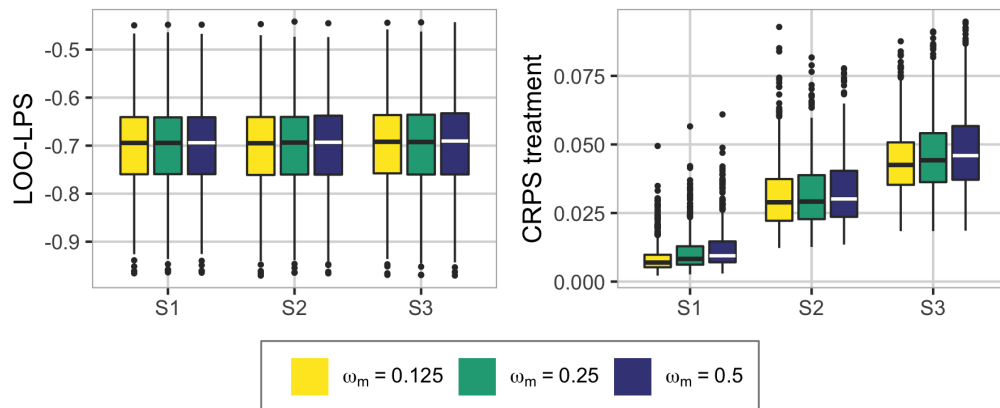 LOO-LPS
-0.5
-0.6
-0.7
-0.8
-0.9
S1 S2 S3
CRPS treatment
0.075
0.050
0.025
0.000
S1 S2 S3
ωm = 0.125 ωm = 0.25 ωm = 0.5